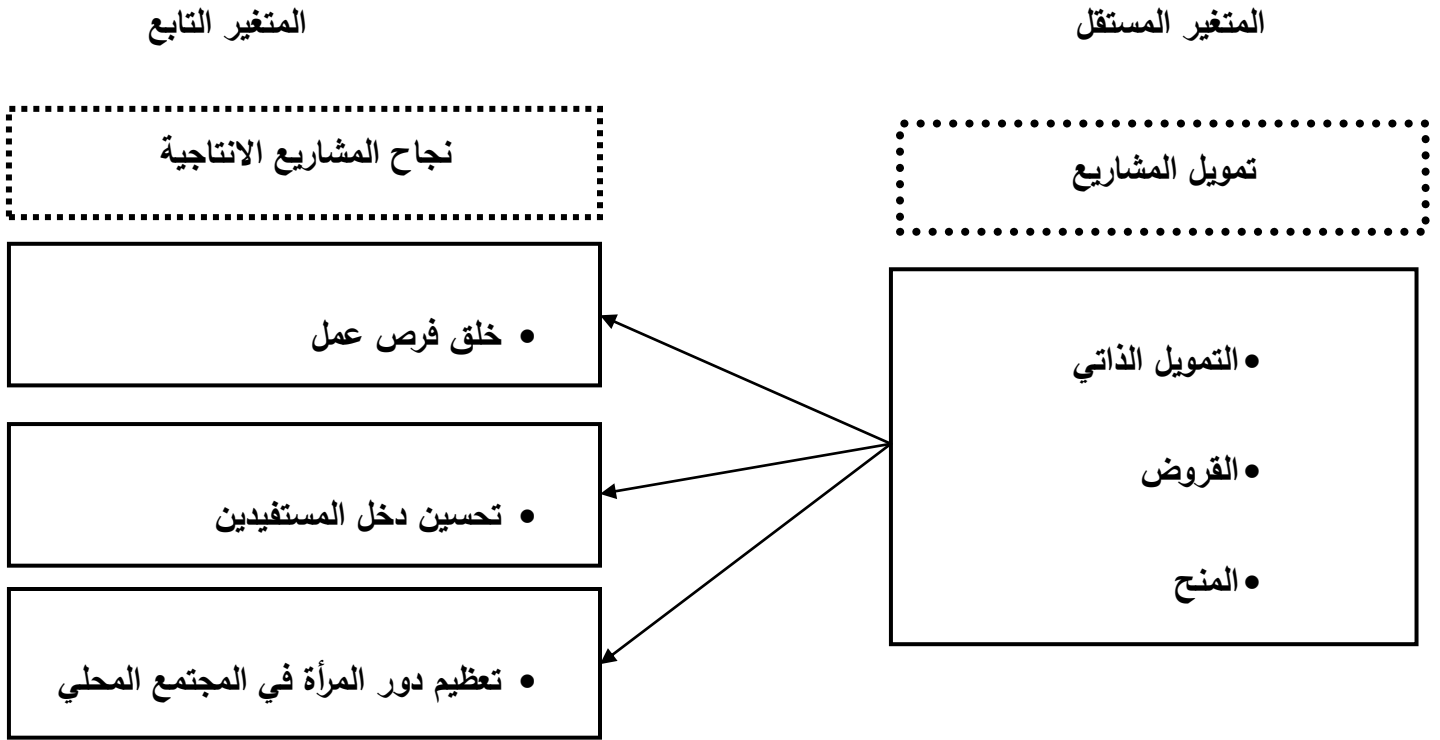 المتغير المستقل
المتغير التابع
تمويل المشاريع
نجاح المشاريع الانتاجية
• التمويل الذاتي
• القروض
• المنح
• خلق فرص عمل
• تحسين دخل المستفيدين
• تعظيم دور المرأة في المجتمع المحلي